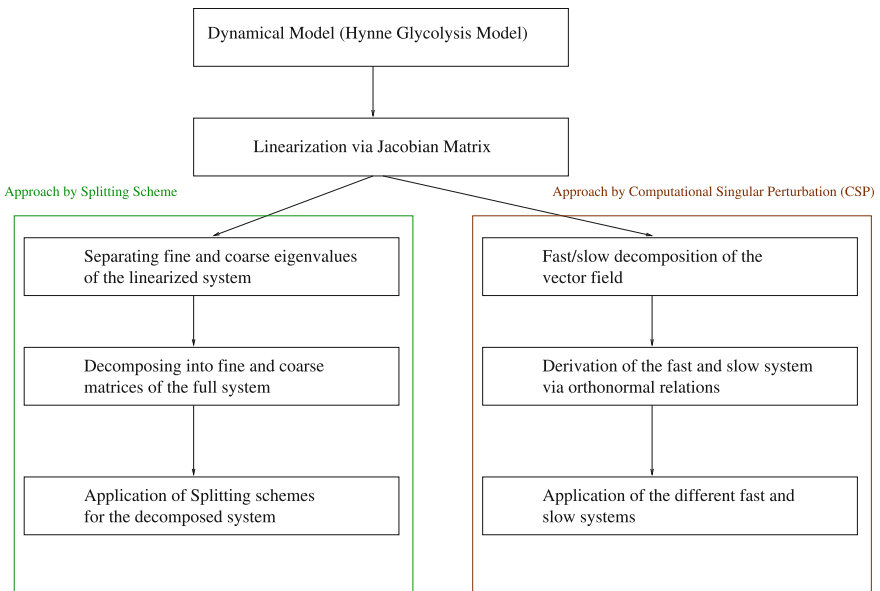 Dynamical Model (Hynne Glycolysis Model)
Linearization via Jacobian Matrix
Approach by Splitting Scheme
Separating fine and coarse eigenvalues
of the linearized system
Decomposing into fine and coarse
matrices of the full system
Application of Splitting schemes
for the decomposed system
Approach by Computational Singular Perturbation (CSP)
Fast/slow decomposition of the
vector field
Derivation of the fast and slow system
via orthonormal relations
Application of the different fast and
slow systems